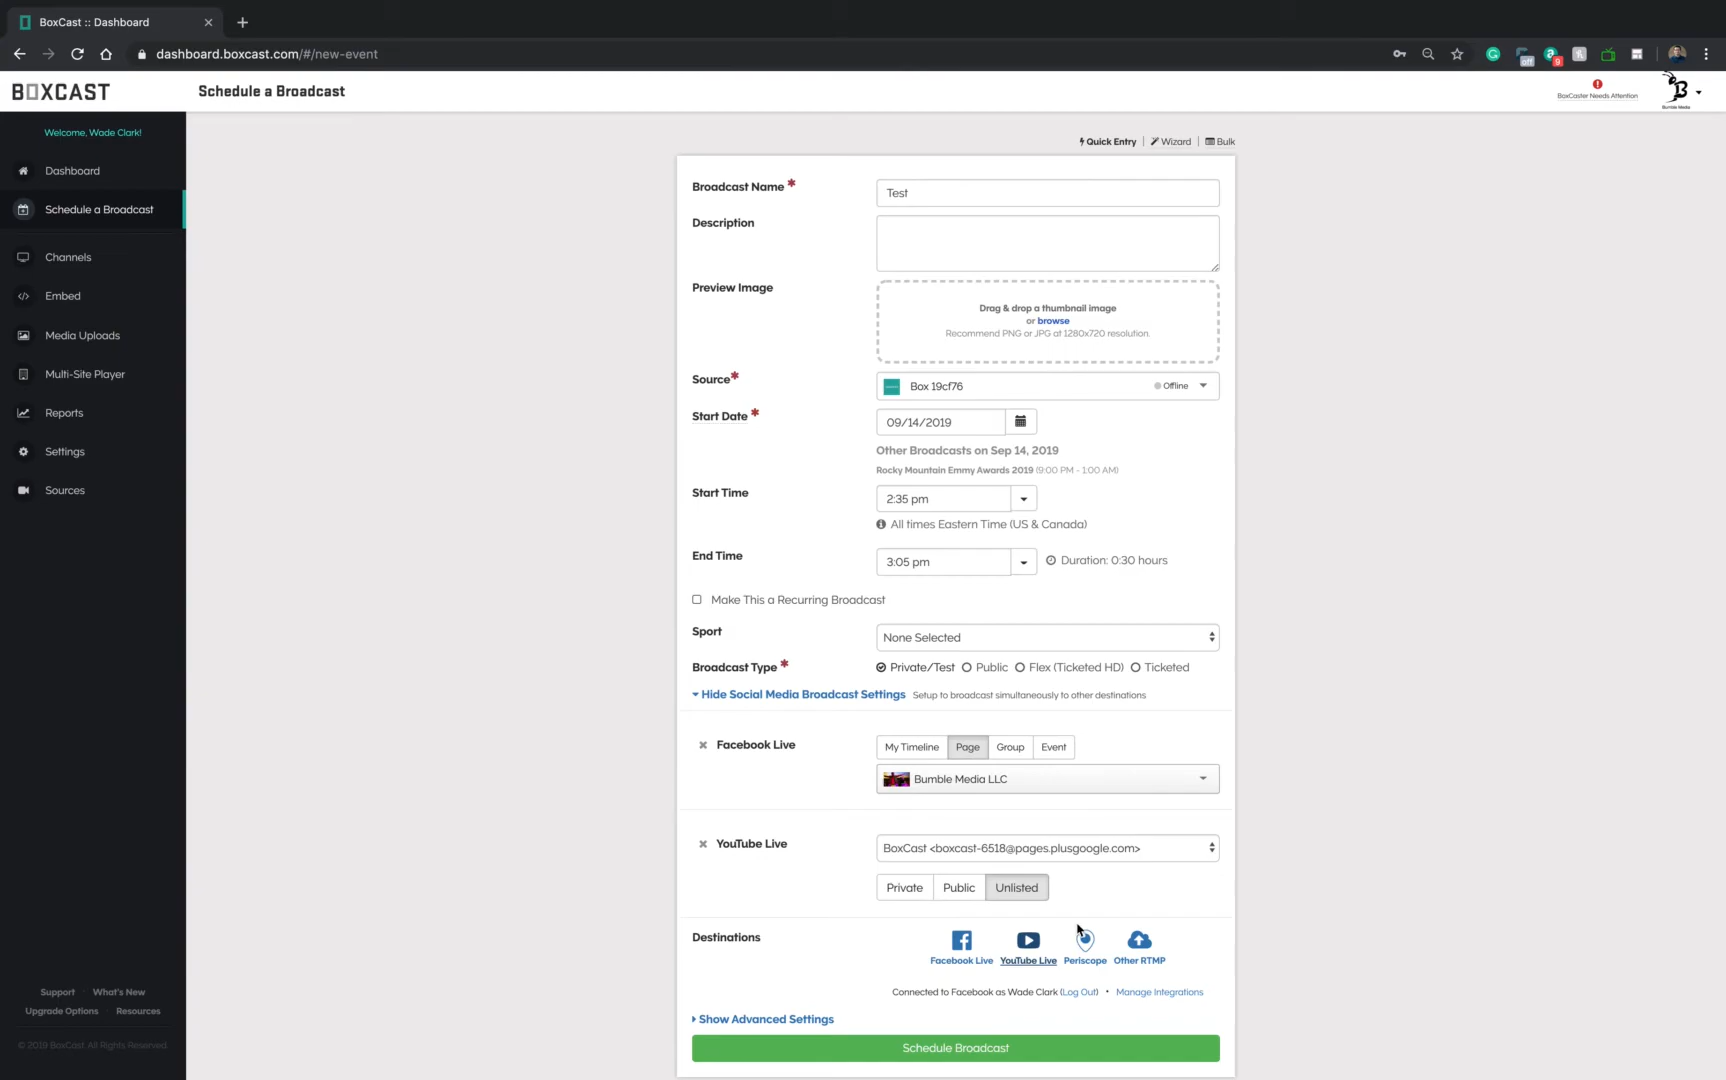 BoxCast :: Dashboard
dashboard.boxcast.com/#/new-event
off
9
BOXCAST
Schedule a Broadcast
BoxCaster Needs Attention
B
Bumble Media
Welcome, Wade Clark!
Dashboard
Schedule a Broadcast
Channels
Embed
Media Uploads
Multi-Site Player
Reports
Settings
Sources
Support · What's New
Upgrade Options · Resources
© 2019 BoxCast. All Rights Reserved.
Quick Entry | Wizard | Bulk
Broadcast Name *
Test
Description
Preview Image
Drag & drop a thumbnail image
or browse
Recommend PNG or JPG at 1280x720 resolution.
Source*
Box 19cf76
Offline
Start Date *
09/14/2019
Other Broadcasts on Sep 14, 2019
Rocky Mountain Emmy Awards 2019 (9:00 PM - 1:00 AM)
Start Time
2:35 pm
All times Eastern Time (US & Canada)
End Time
3:05 pm
Duration: 0:30 hours
Make This a Recurring Broadcast
Sport
None Selected
Broadcast Type *
Private/Test Public Flex (Ticketed HD) Ticketed
Hide Social Media Broadcast Settings Setup to broadcast simultaneously to other destinations
Facebook Live
My Timeline Page Group Event
Bumble Media LLC
YouTube Live
BoxCast <boxcast-6518@pages.plusgoogle.com>
Private Public Unlisted
Destinations
Facebook Live YouTube Live Periscope Other RTMP
Connected to Facebook as Wade Clark (Log Out) • Manage Integrations
Show Advanced Settings
Schedule Broadcast